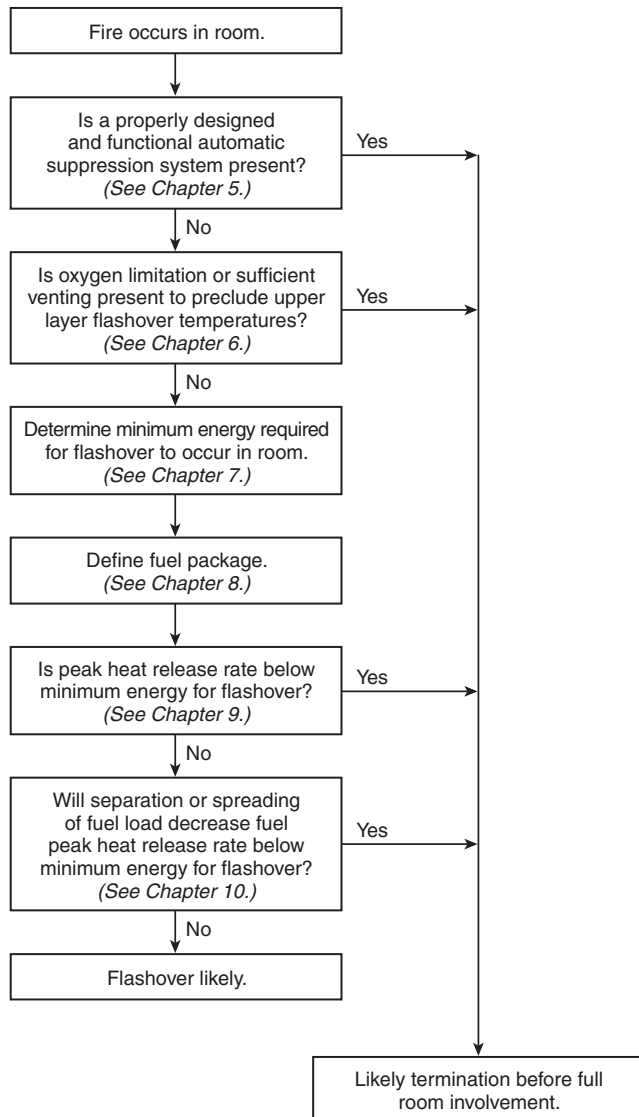 Fire occurs in room.
Is a properly designed
and functional automatic
suppression system present?
(See Chapter 5.)
Yes
No
Is oxygen limitation or sufficient
venting present to preclude upper
layer flashover temperatures?
(See Chapter 6.)
Yes
No
Determine minimum energy required
for flashover to occur in room.
(See Chapter 7.)
Define fuel package.
(See Chapter 8.)
Is peak heat release rate below
minimum energy for flashover?
(See Chapter 9.)
Yes
No
Will separation or spreading
of fuel load decrease fuel
peak heat release rate below
minimum energy for flashover?
(See Chapter 10.)
Yes
No
Flashover likely.
Likely termination before full
room involvement.